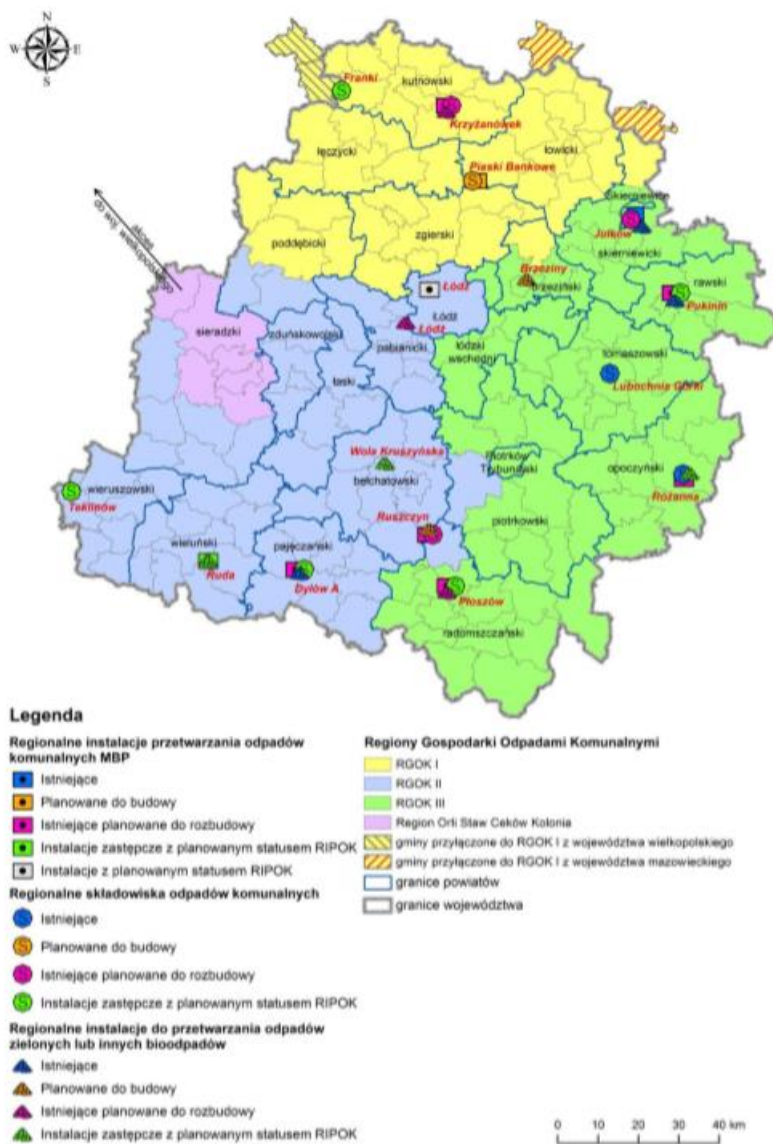 N
W E
S
Franki
kutnowski
Krzyżanówek
łęczycki
łowicki
Piaski Bankowe
do woj. wielkopolskiego
Skierniewice
Julków
skierniewicki
poddębicki
zgierski
Brzeziny
brzeziński
rawski
Pukinin
Łódź
Łódź
Łódź
sieradzki
zduńskowolski
pabianicki
łódzki
wschodni
tomaszowski
łaski
Lubochnia Górki
Wola Kruszyńska
bełchatowski
Piotrków
Trybunalski
opoczyński
Różanna
wieruszowski
Teklinów
Ruszczyn
piotrkowski
wieluński
Ruda
pajęczański
Dylów A
Płoszów
radomszczański
Legenda
Regionalne instalacje przetwarzania odpadów
komunalnych MBP
Istniejące
Planowane do budowy
Istniejące planowane do rozbudowy
Instalacje zastępcze z planowanym statusem RIPOK
Instalacje z planowanym statusem RIPOK
Regionalne składowiska odpadów komunalnych
S Istniejące
S Planowane do budowy
S Istniejące planowane do rozbudowy
S Instalacje zastępcze z planowanym statusem RIPOK
Regionalne instalacje do przetwarzania odpadów
zielonych lub innych bioodpadów
Istniejące
Planowane do budowy
Istniejące planowane do rozbudowy
Instalacje zastępcze z planowanym statusem RIPOK
Regiony Gospodarki Odpadami Komunalnymi
RGOK I
RGOK II
RGOK III
Region Orli Staw Ceków Kolonia
gminy przyłączone do RGOK I z województwa wielkopolskiego
gminy przyłączone do RGOK I z województwa mazowieckiego
granice powiatów
granice województwa
0 10 20 30 40 km